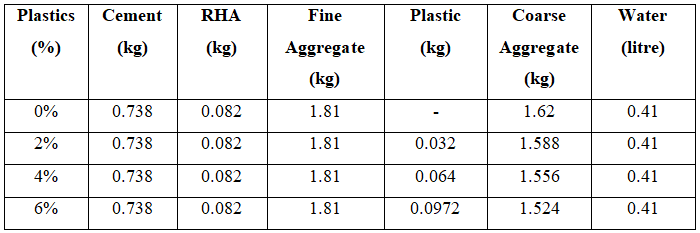 Plastics (%) Cement (kg) RHA (kg) Fine Aggregate (kg) Plastic (kg) Coarse Aggregate (kg) Water (litre)
0% 0.738 0.082 1.81 - 1.62 0.41
2% 0.738 0.082 1.81 0.032 1.588 0.41
4% 0.738 0.082 1.81 0.064 1.556 0.41
6% 0.738 0.082 1.81 0.0972 1.524 0.41